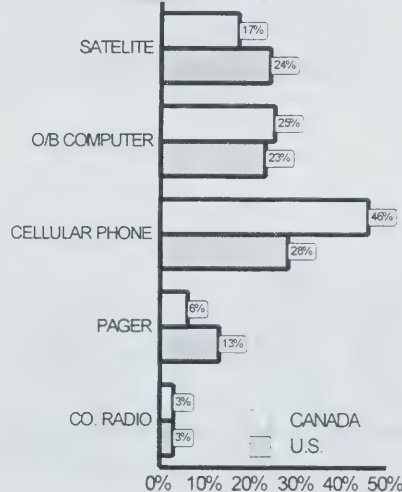 SATELITE
17%
24%
O/B COMPUTER
25%
23%
CELLULAR PHONE
46%
28%
PAGER
6%
13%
CO. RADIO
3%
3%
CANADA
U.S.
0% 10% 20% 30% 40% 50%